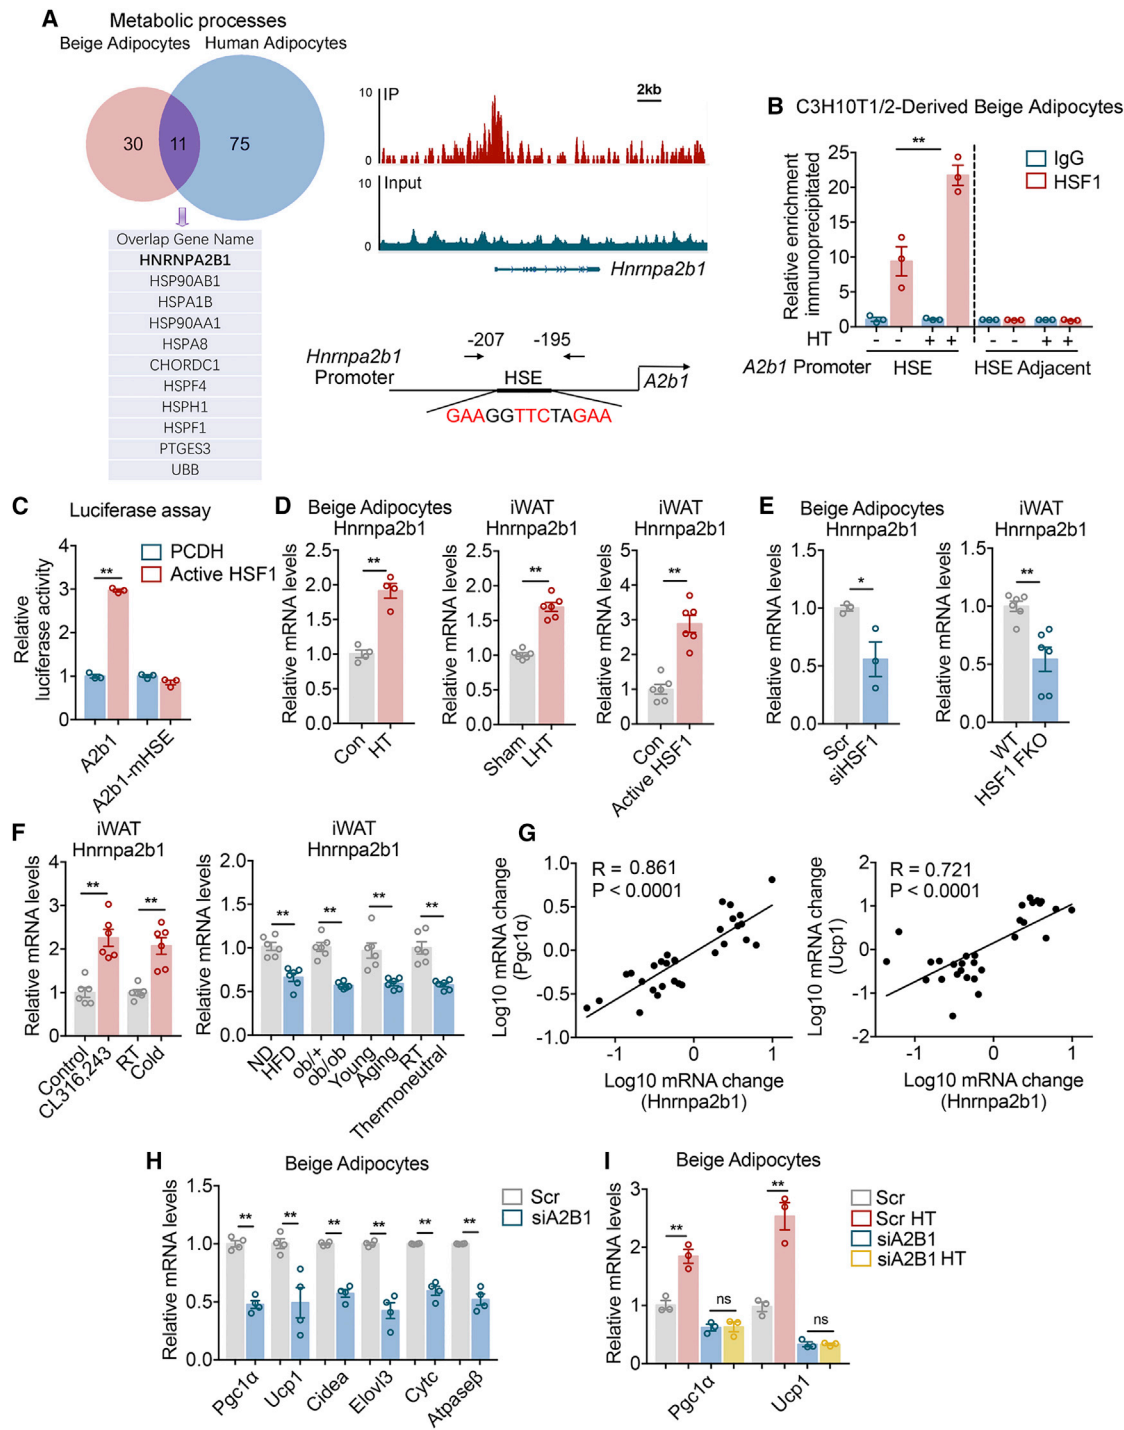 A
Metabolic processes
Beige Adipocytes Human Adipocytes
30 11 75
Overlap Gene Name
HNRNPA2B1
HSP90AB1
HSPA1B
HSP90AA1
HSPA8
CHORDC1
HSPF4
HSPH1
HSPF1
PTGES3
UBB
10
IP
2kb
0
10
Input
0
Hnrnpa2b1
-207 -195
Hnrnpa2b1
Promoter
HSE
A2b1
GAAGGTTCTAGAA
B C3H10T1/2-Derived Beige Adipocytes
Relative enrichment
immunoprecipitated
25
20
15
10
5
0
**
IgG
HSF1
HT - - + + - - + +
A2b1 Promoter HSE HSE Adjacent
C
Luciferase assay
Relative
luciferase activity
4
3
2
1
0
**
PCDH
Active HSF1
A2b1
A2b1-mHSE
D
Beige Adipocytes
Hnrnpa2b1
Relative mRNA levels
2.5
2.0
1.5
1.0
0.5
0.0
**
Con
HT
iWAT
Hnrnpa2b1
Relative mRNA levels
2.5
2.0
1.5
1.0
0.5
0.0
**
Sham
LHT
iWAT
Hnrnpa2b1
Relative mRNA levels
5
4
3
2
1
0
**
Con
Active HSF1
E
Beige Adipocytes
Hnrnpa2b1
Relative mRNA levels
1.5
1.0
0.5
0.0
*
Scr
siHSF1
iWAT
Hnrnpa2b1
Relative mRNA levels
1.5
1.0
0.5
0.0
**
WT
HSF1 FKO
F
iWAT
Hnrnpa2b1
Relative mRNA levels
4
3
2
1
0
** **
Control
CL316,243
RT
Cold
iWAT
Hnrnpa2b1
Relative mRNA levels
2.0
1.5
1.0
0.5
0.0
** ** ** **
ND
HFD
ob/+
ob/ob
Young
Aging
RT
Thermoneutral
G
Log10 mRNA change
(Pgc1α)
1.0
0.5
0.0
-0.5
-1.0
R = 0.861
P < 0.0001
-1 0 1
Log10 mRNA change
(Hnrnpa2b1)
Log10 mRNA change
(Ucp1)
2
1
0
-1
-2
R = 0.721
P < 0.0001
-1 0 1
Log10 mRNA change
(Hnrnpa2b1)
H
Beige Adipocytes
Relative mRNA levels
1.5
1.0
0.5
0.0
** ** ** ** ** **
Scr
siA2B1
Pgc1α
Ucp1
Cidea
Elovl3
Cytc
Atpaseβ
I
Beige Adipocytes
Relative mRNA levels
3
2
1
0
** ns ** ns
Scr
Scr HT
siA2B1
siA2B1 HT
Pgc1α
Ucp1